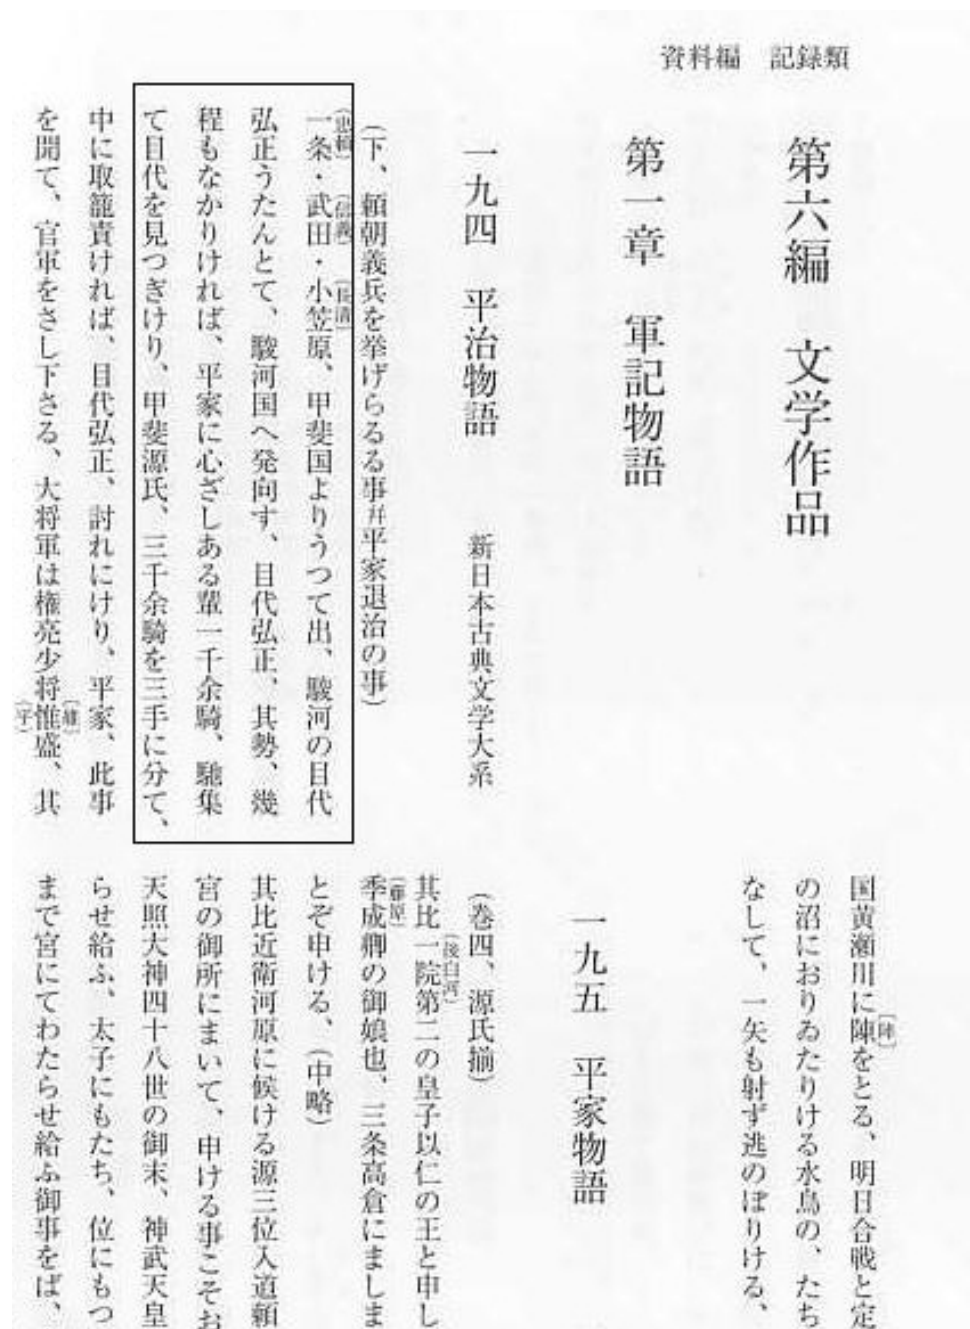 資料編　記録類
第六編　文学作品
第一章　軍記物語
一九四　平治物語　新日本古典文学大系
(下、頼朝義兵を挙げらるる事幷平家退治の事)
(忠頼)　(信義)　(長清)
一条・武田・小笠原、甲斐国よりうつて出、駿河の目代
弘正うたんとて、駿河国へ発向す、目代弘正、其勢、幾
程もなかりければ、平家に心ざしある輩一千余騎、馳集
て目代を見つぎけり、甲斐源氏、三千余騎を三手に分て、
中に取籠責ければ、目代弘正、討れにけり、平家、此事
を聞て、官軍をさし下さる、大将軍は権亮少将惟盛、其
〔維〕
(平)
〔陣〕
国黄瀬川に陳をとる、明日合戦と定
の沼におりゐたりける水鳥の、たち
なして、一矢も射ず逃のぼりける、
一九五　平家物語
(巻四、源氏揃)
(後白河)
其比一院第二の皇子以仁の王と申し
(藤原)
季成卿の御娘也、三条高倉にましま
とぞ申ける、(中略)
其比近衛河原に候ける源三位入道頼
宮の御所にまいて、申ける事こそお
天照大神四十八世の御末、神武天皇
らせ給ふ、太子にもたち、位にもつ
まで宮にてわたらせ給ふ御事をば、